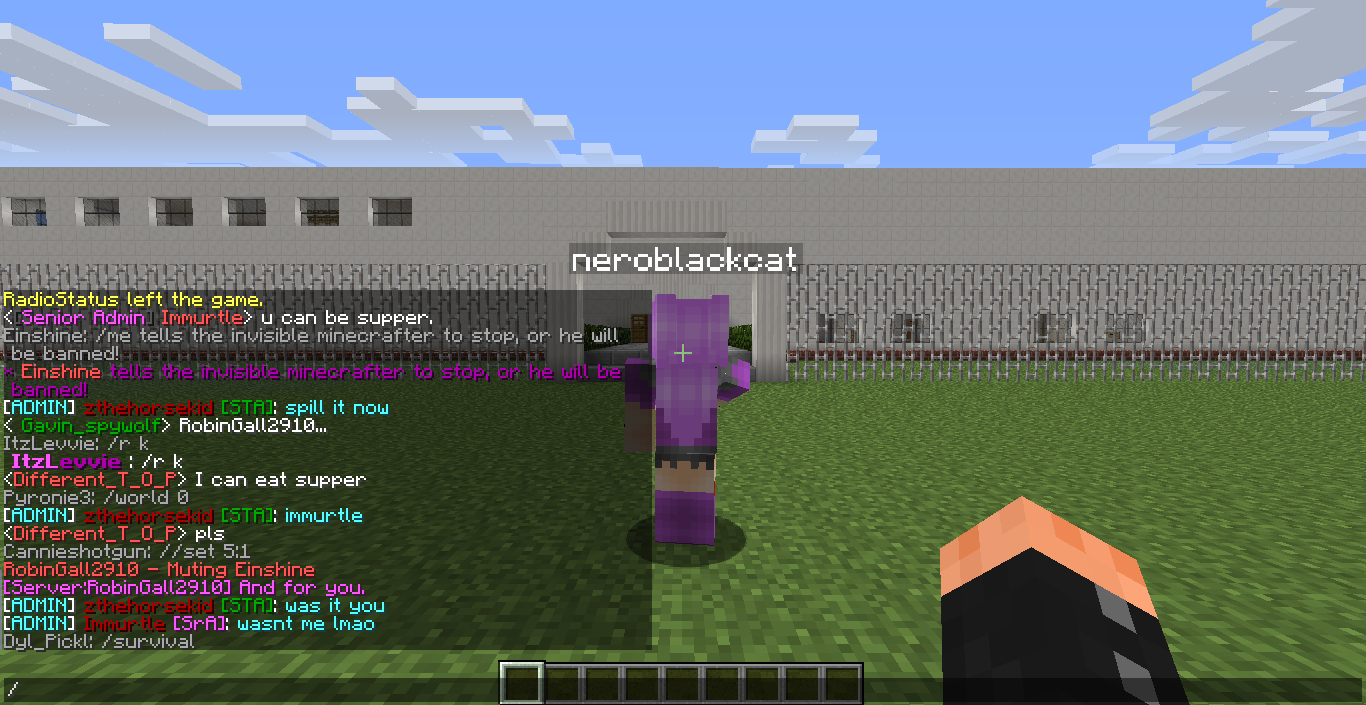 neroblackcat
RadioStatus left the game.
<[Senior Admin] Immurtle> u can be supper.
Einshine: /me tells the invisible minecrafter to stop, or he will
be banned!
* Einshine tells the invisible minecrafter to stop, or he will be
banned!
[ADMIN] zthehorsekid [STA]: spill it now
< Gavin_spywolf> RobinGall2910...
ItzLevvie: /r k
ItzLevvie : /r k
<Different_T_O_P> I can eat supper
Pyronie3: /world 0
[ADMIN] zthehorsekid [STA]: immurtle
<Different_T_O_P> pls
Cannieshotgun: //set 5:1
RobinGall2910 - Muting Einshine
[Server:RobinGall2910] And for you.
[ADMIN] zthehorsekid [STA]: was it you
[ADMIN] Immurtle [SrA]: wasnt me lmao
Dyl_Pickl: /survival
/